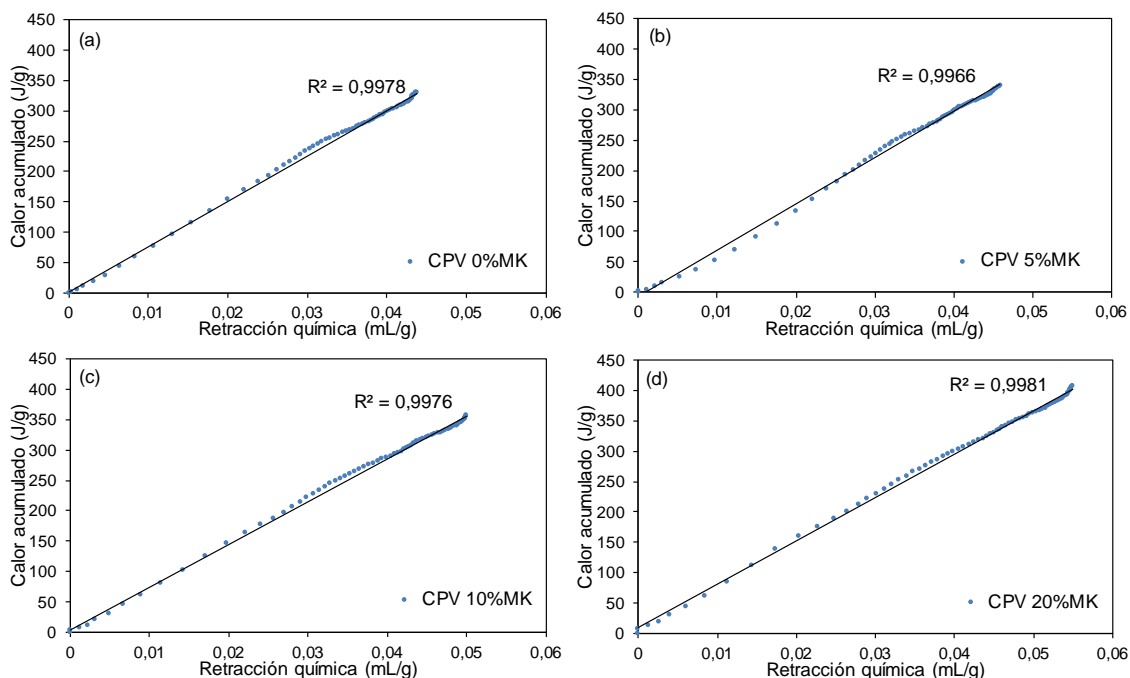 (a)
450
400
350
300
250
200
150
100
50
0
Calor acumulado (J/g)
R² = 0,9978
CPV 0%MK
0 0,01 0,02 0,03 0,04 0,05 0,06
Retracción química (mL/g)
(b)
450
400
350
300
250
200
150
100
50
0
Calor acumulado (J/g)
R² = 0,9966
CPV 5%MK
0 0,01 0,02 0,03 0,04 0,05 0,06
Retracción química (mL/g)
(c)
450
400
350
300
250
200
150
100
50
0
Calor acumulado (J/g)
R² = 0,9976
CPV 10%MK
0 0,01 0,02 0,03 0,04 0,05 0,06
Retracción química (mL/g)
(d)
450
400
350
300
250
200
150
100
50
0
Calor acumulado (J/g)
R² = 0,9981
CPV 20%MK
0 0,01 0,02 0,03 0,04 0,05 0,06
Retracción química (mL/g)